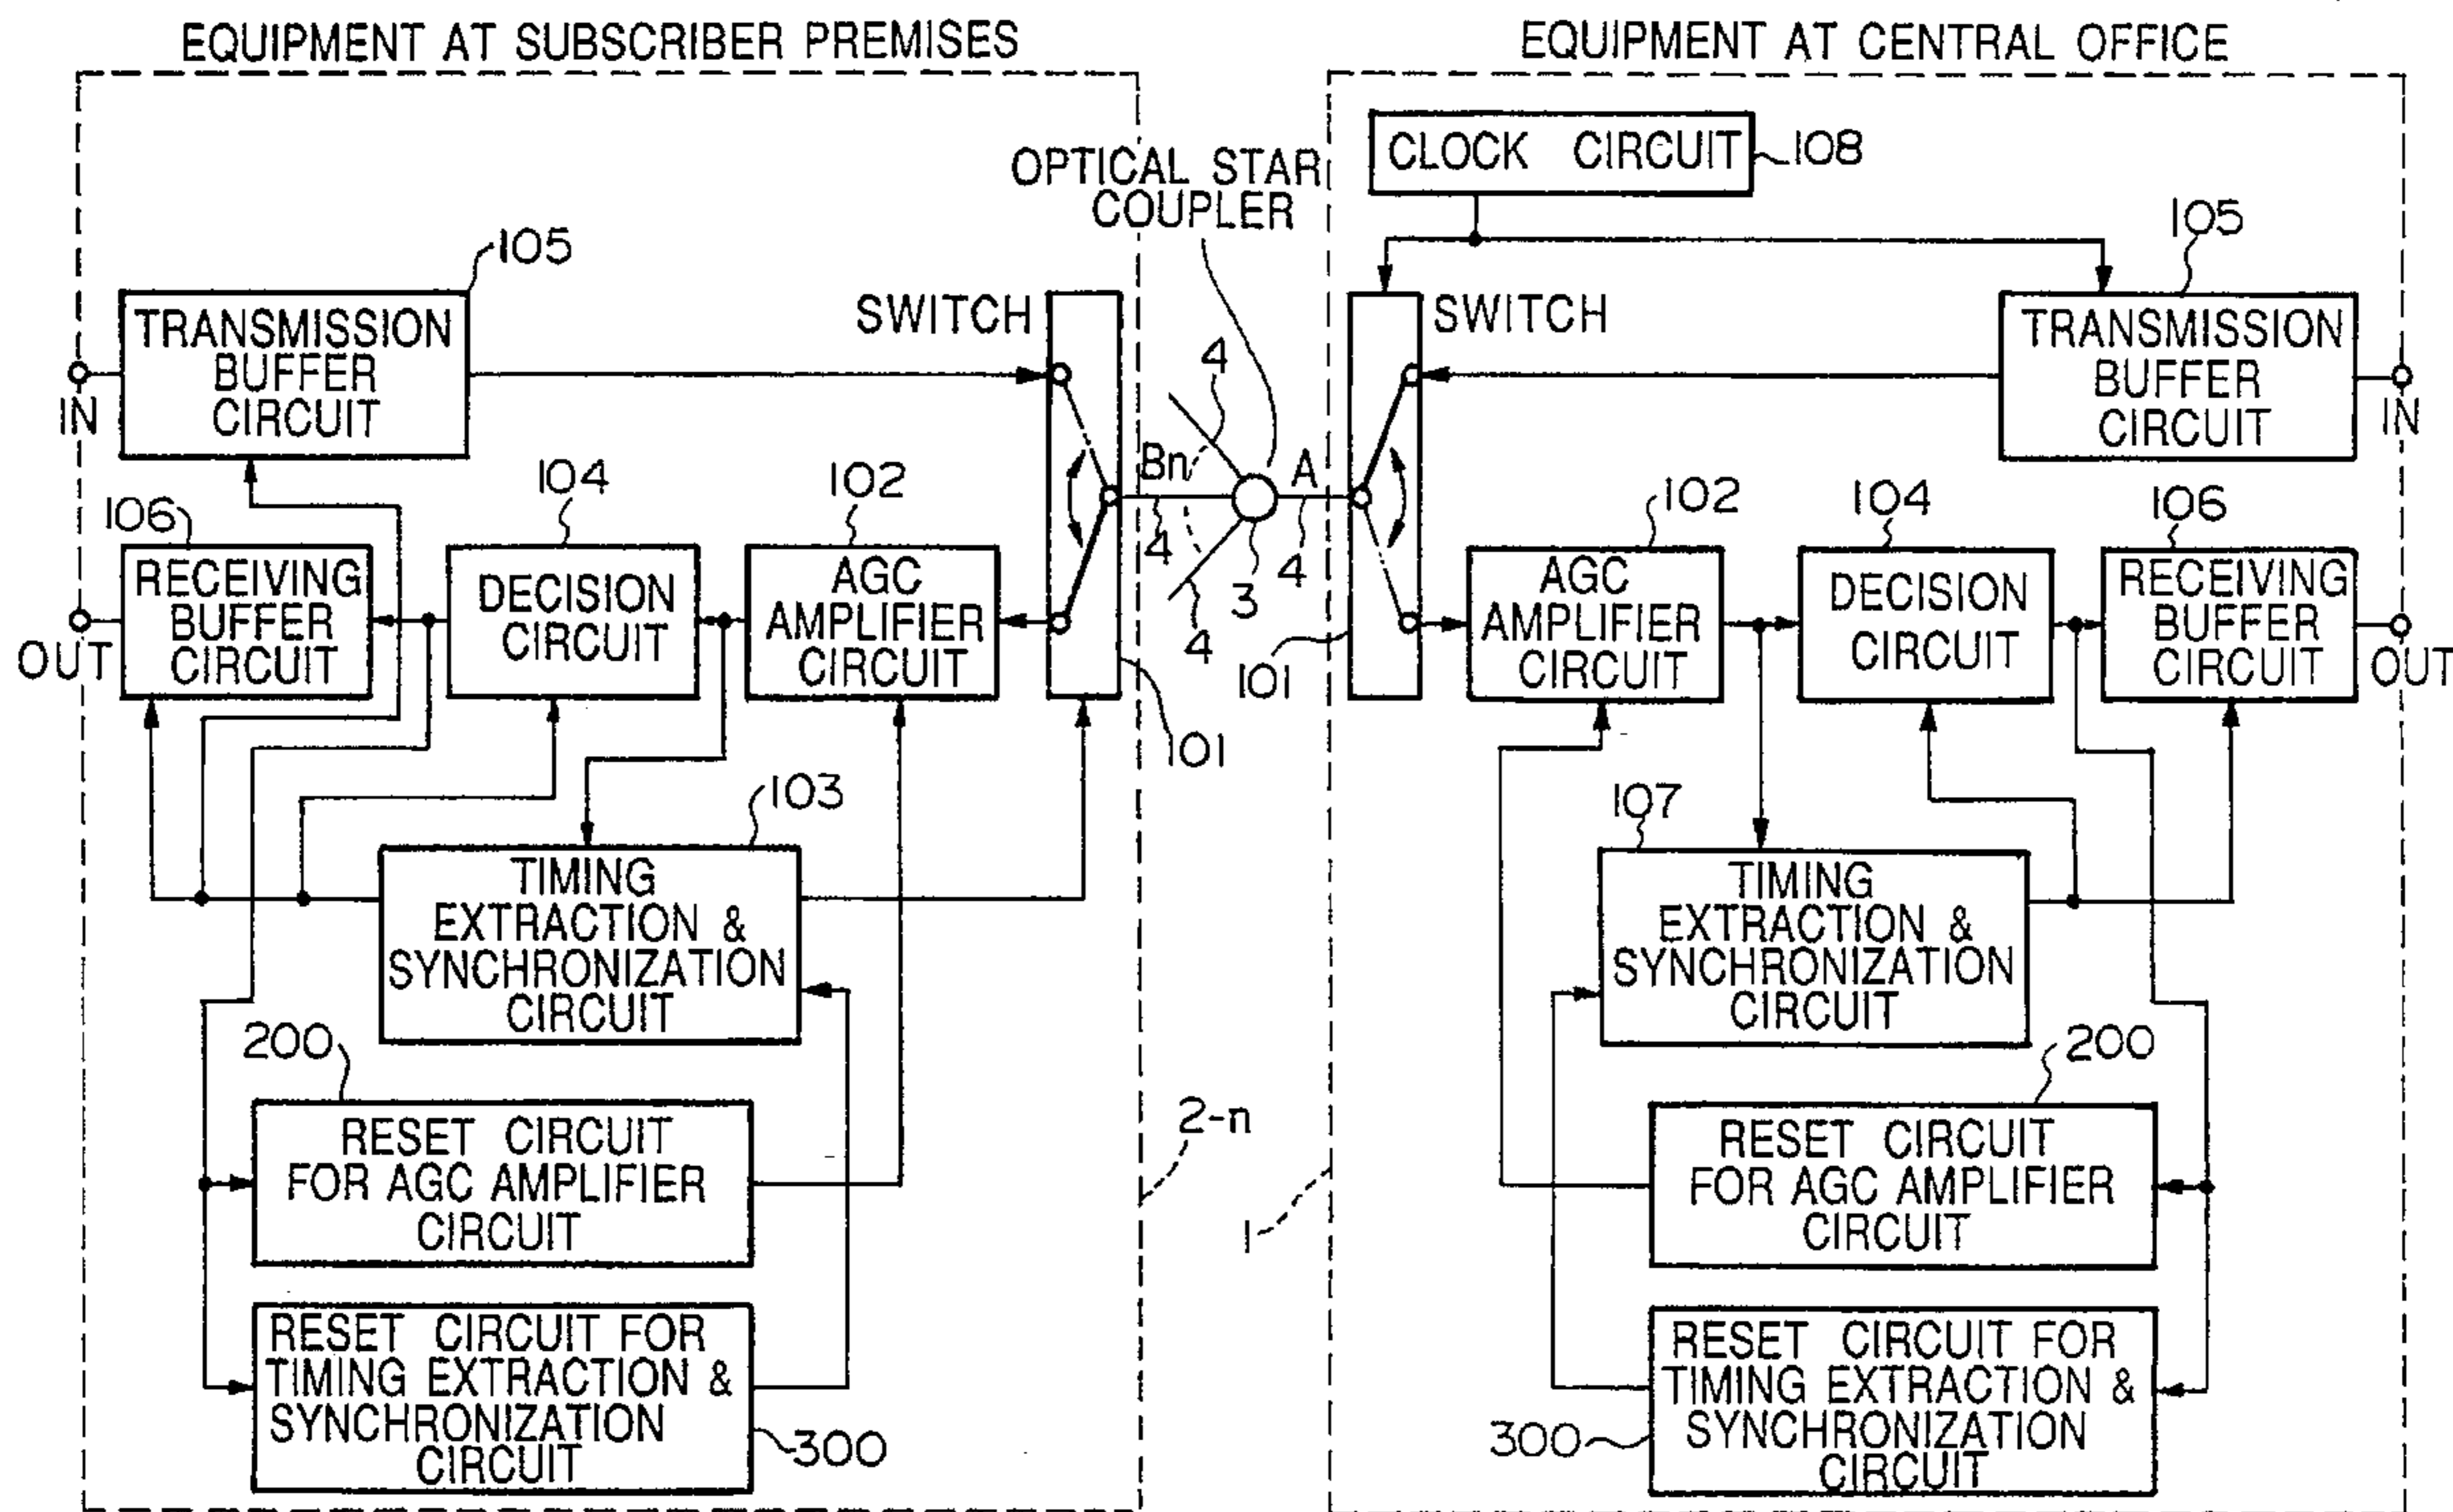 EQUIPMENT AT SUBSCRIBER PREMISES
EQUIPMENT AT CENTRAL OFFICE
CLOCK CIRCUIT
108
OPTICAL STAR
COUPLER
105
TRANSMISSION
BUFFER
CIRCUIT
IN
SWITCH
4
Bn
4
4
3
A
4
SWITCH
105
TRANSMISSION
BUFFER
CIRCUIT
IN
106
RECEIVING
BUFFER
CIRCUIT
OUT
104
DECISION
CIRCUIT
102
AGC
AMPLIFIER
CIRCUIT
101
101
102
AGC
AMPLIFIER
CIRCUIT
104
DECISION
CIRCUIT
106
RECEIVING
BUFFER
CIRCUIT
OUT
103
TIMING
EXTRACTION &
SYNCHRONIZATION
CIRCUIT
107
TIMING
EXTRACTION &
SYNCHRONIZATION
CIRCUIT
200
RESET CIRCUIT
FOR AGC AMPLIFIER
CIRCUIT
2-n
1
200
RESET CIRCUIT
FOR AGC AMPLIFIER
CIRCUIT
RESET CIRCUIT FOR
TIMING EXTRACTION &
SYNCHRONIZATION
CIRCUIT
300
300
RESET CIRCUIT FOR
TIMING EXTRACTION &
SYNCHRONIZATION
CIRCUIT